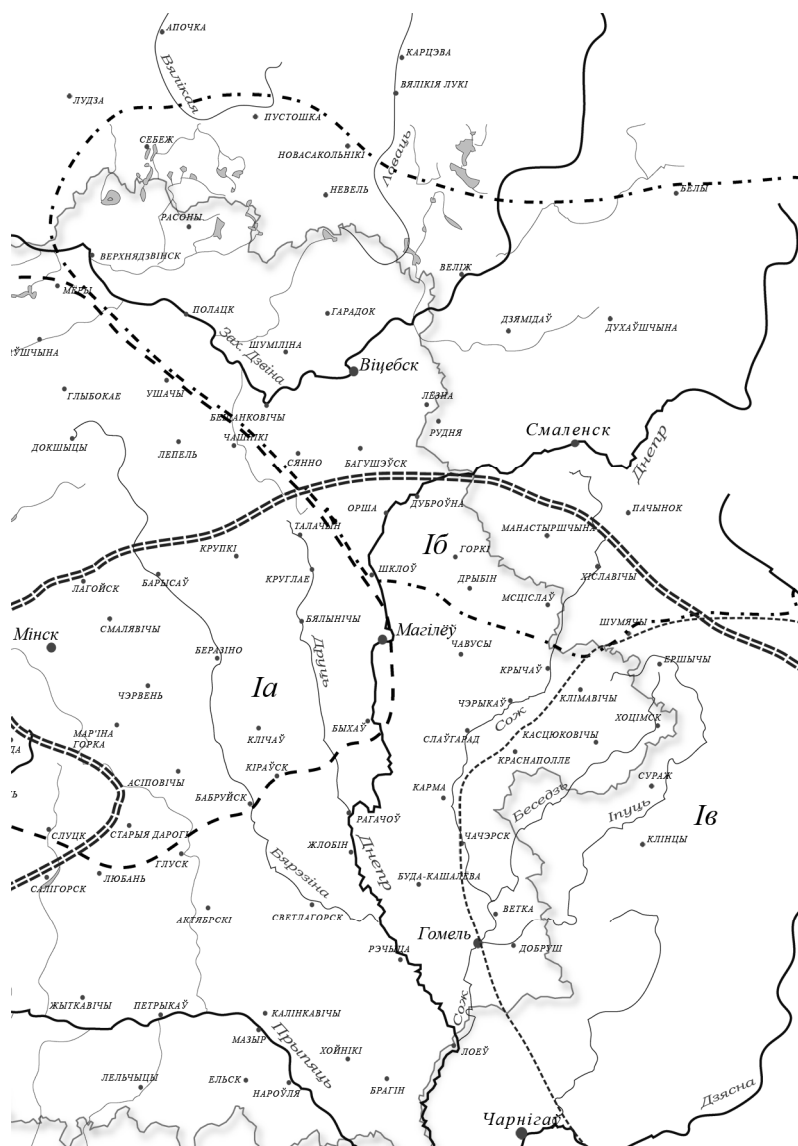 АПОЧКА
КАРЦЭВА
Вялікая
ВЯЛІКІЯ ЛУКІ
ЛУДЗА
ПУСТОШКА
СЕБЕЖ
НОВАСАКОЛЬНІКІ
Ловаць
НЕВЕЛЬ
БЕЛЫ
РАСОНЫ
ВЕРХНЯДЗВІНСК
ВЕЛІЖ
МЁРЫ
ПОЛАЦК
ГАРАДОК
ДЗЯМІДАЎ
ДУХАЎШЧЫНА
ШУМІЛІНА
Зах. Дзвіна
ЎШЧЫНА
Віцебск
ГЛЫБОКАЕ
УШАЧЫ
ЛЁЗНА
БЕШАНКОВІЧЫ
РУДНЯ
Смаленск
ДОКШЫЦЫ
ЛЕПЕЛЬ
ЧАШНІКІ
СЯННО
БАГУШЭЎСК
Днепр
ОРША
ДУБРОЎНА
ПАЧЫНОК
ТАЛАЧЫН
МАНАСТЫРШЧЫНА
Іб
КРУПКІ
ГОРКІ
КРУГЛАЕ
ШКЛОЎ
ДРЫБІН
ХІСЛАВІЧЫ
ЛАГОЙСК
БАРЫСАЎ
МСЦІСЛАЎ
СМАЛЯВІЧЫ
БЯЛЫНІЧЫ
Магілёў
ШУМЯЧЫ
Мінск
ЧАВУСЫ
БЕРАЗІНО
Друць
КРЫЧАЎ
ЕРШЫЧЫ
ЧЭРВЕНЬ
Іа
ЧЭРЫКАЎ
КЛІМАВІЧЫ
Сож
ХОЦІМСК
МАР'ІНА
ГОРКА
КЛІЧАЎ
БЫХАЎ
СЛАЎГАРАД
КАСЦЮКОВІЧЫ
КРАСНАПОЛЛЕ
АСІПОВІЧЫ
КІРАЎСК
СУРАЖ
БАБРУЙСК
КАРМА
Беседзь
Іпуць
Ів
РАГАЧОЎ
СЛУЦК
СТАРЫЯ ДАРОГІ
ЧАЧЭРСК
КЛІНЦЫ
ЖЛОБІН
Днепр
ГЛУСК
ЛЮБАНЬ
САЛІГОРСК
Бярэзіна
БУДА-КАШАЛЁВА
АКТЯБРСКІ
СВЕТЛАГОРСК
ВЕТКА
Гомель
ДОБРУШ
РЭЧЫЦА
ЖЫТКАВІЧЫ
ПЕТРЫКАЎ
КАЛІНКАВІЧЫ
Сож
МАЗЫР
Прыпяць
ХОЙНІКІ
ЛОЕЎ
ЛЕЛЬЧЫЦЫ
ЕЛЬСК
НАРОЎЛЯ
БРАГІН
Дзясна
Чарнігаў